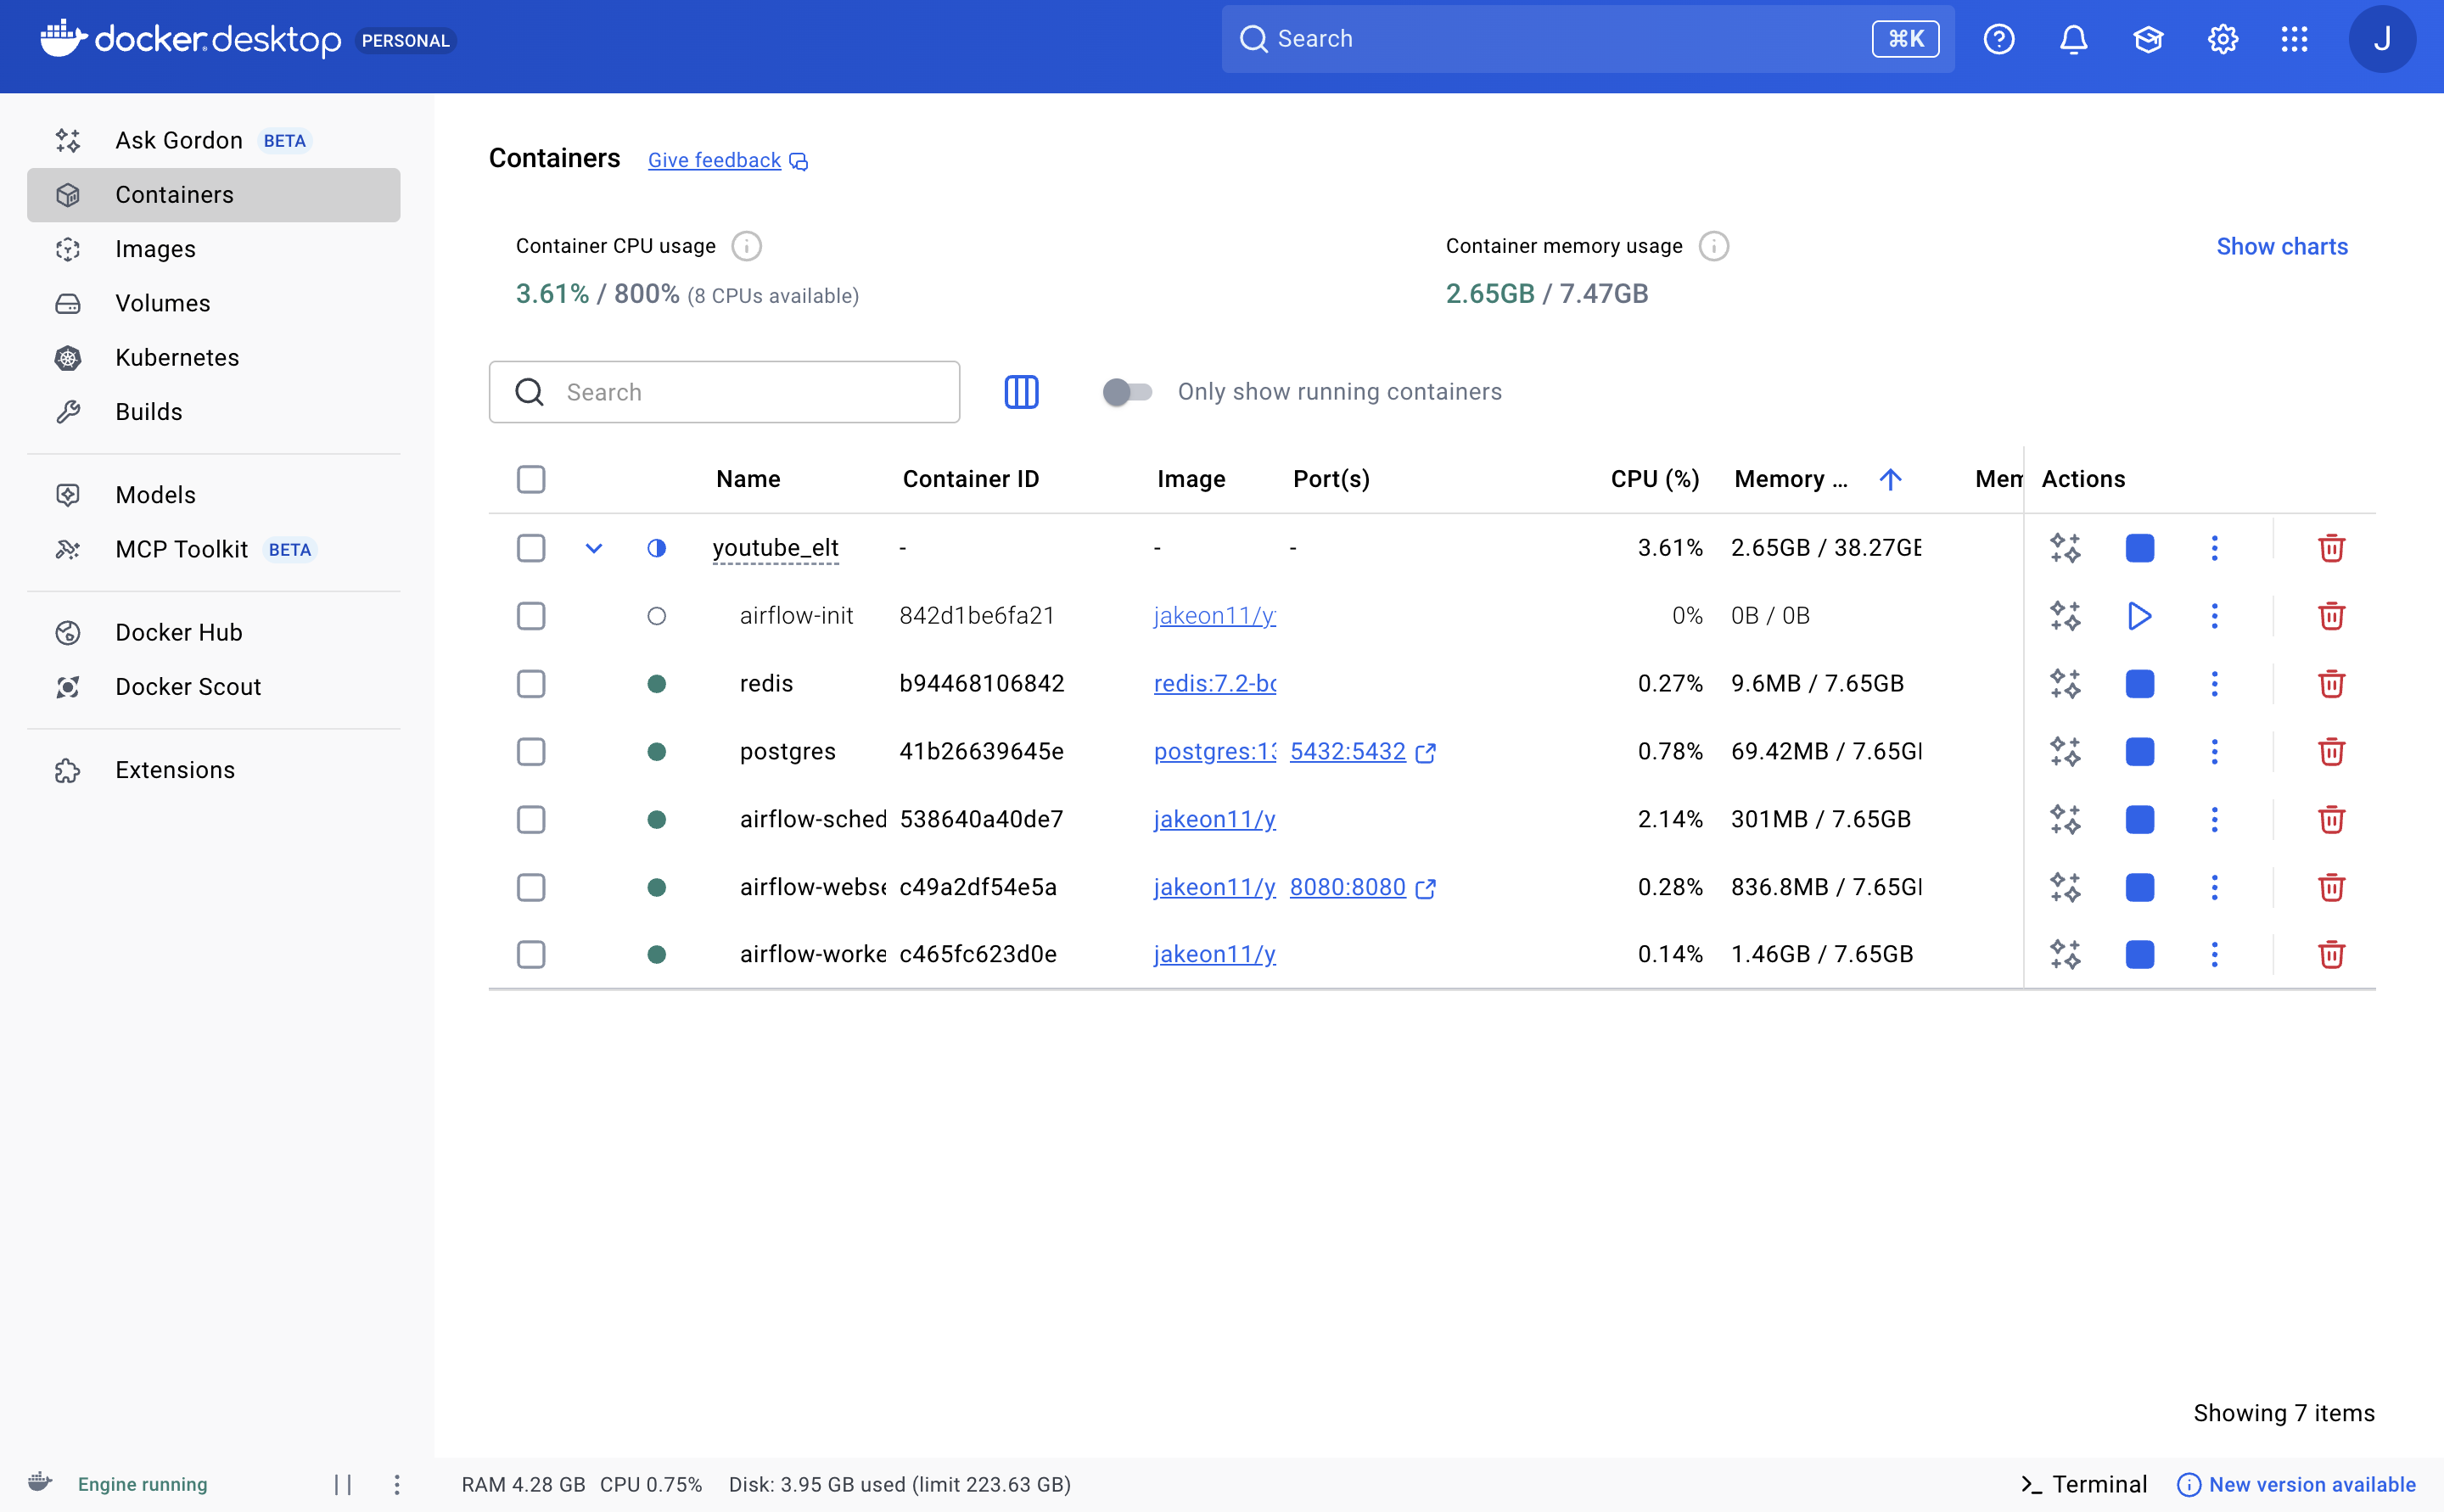 docker desktop PERSONAL
Search ⌘K
J
Ask Gordon BETA
Containers
Images
Volumes
Kubernetes
Builds
Models
MCP Toolkit BETA
Docker Hub
Docker Scout
Extensions
Containers Give feedback
Container CPU usage
3.61% / 800% (8 CPUs available)
Container memory usage
2.65GB / 7.47GB
Show charts
Search
Only show running containers
Name Container ID Image Port(s) CPU (%) Memory ... Mem Actions
youtube_elt - - - 3.61% 2.65GB / 38.27GB
airflow-init 842d1be6fa21 jakeon11/y 0% 0B / 0B
redis b94468106842 redis:7.2-bo 0.27% 9.6MB / 7.65GB
postgres 41b26639645e postgres:13 5432:5432 0.78% 69.42MB / 7.65G
airflow-sched 538640a40de7 jakeon11/y 2.14% 301MB / 7.65GB
airflow-webse c49a2df54e5a jakeon11/y 8080:8080 0.28% 836.8MB / 7.65G
airflow-worke c465fc623d0e jakeon11/y 0.14% 1.46GB / 7.65GB
Showing 7 items
Engine running
RAM 4.28 GB CPU 0.75% Disk: 3.95 GB used (limit 223.63 GB)
>_ Terminal
New version available